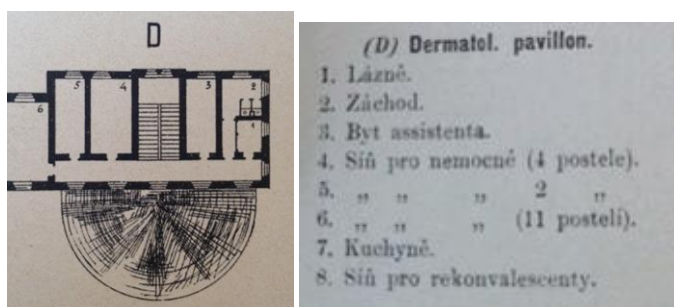 D
5
4
3
2
6
1
(D) Dermatol. pavillon.
1. Lázně.
2. Záchod.
3. Byt assistenta.
4. Síň pro nemocné (4 postele).
5. „ „ „ 2 „
6. „ „ „ (11 postelí).
7. Kuchyně.
8. Síň pro rekonvalescenty.